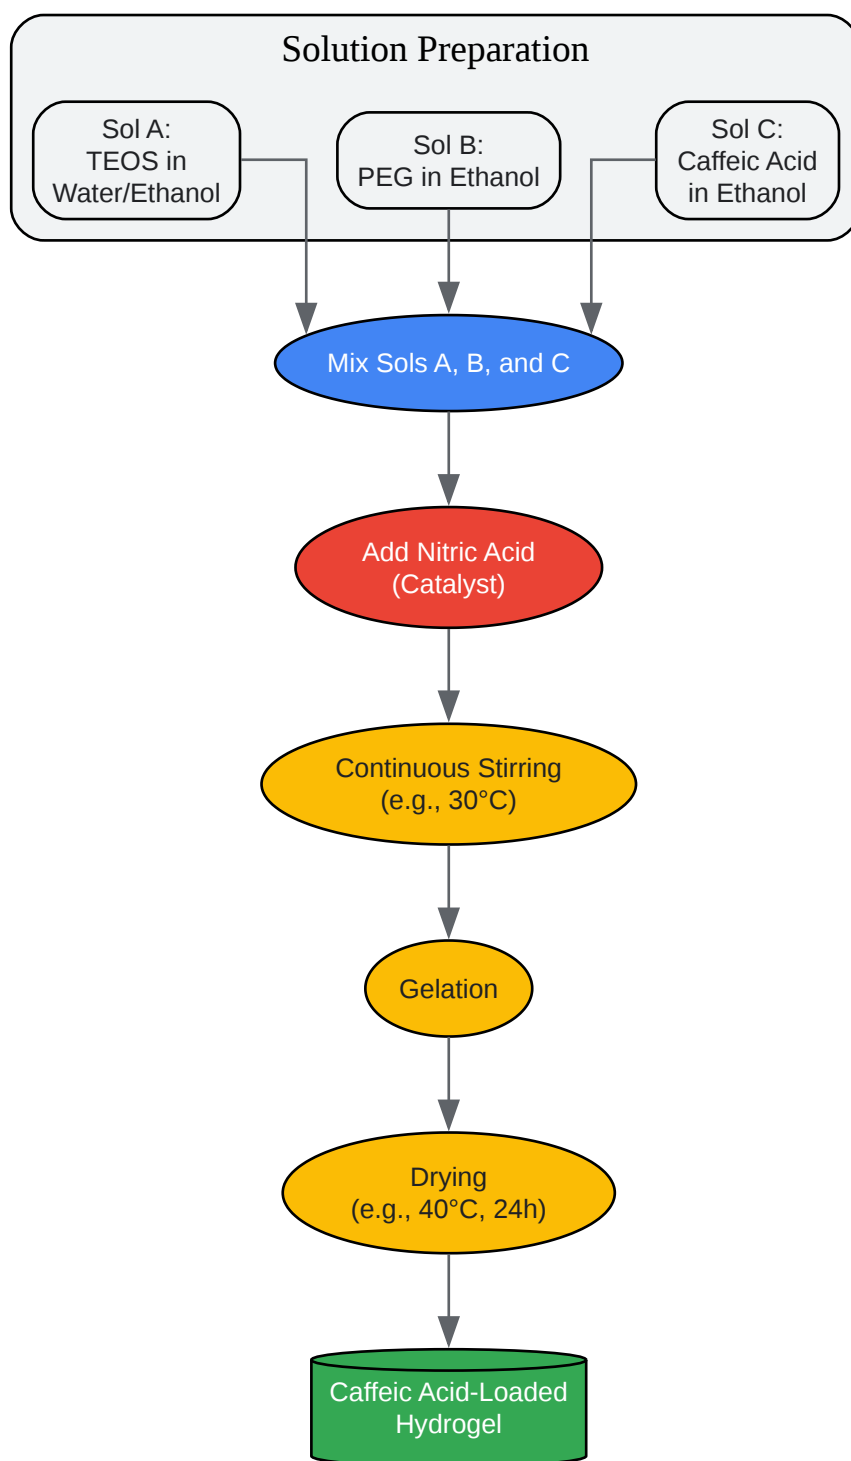 Solution Preparation
Sol A:
TEOS in
Water/Ethanol
Sol B:
PEG in Ethanol
Sol C:
Caffeic Acid
in Ethanol
Mix Sols A, B, and C
Add Nitric Acid
(Catalyst)
Continuous Stirring
(e.g., 30°C)
Gelation
Drying
(e.g., 40°C, 24h)
Caffeic Acid-Loaded
Hydrogel